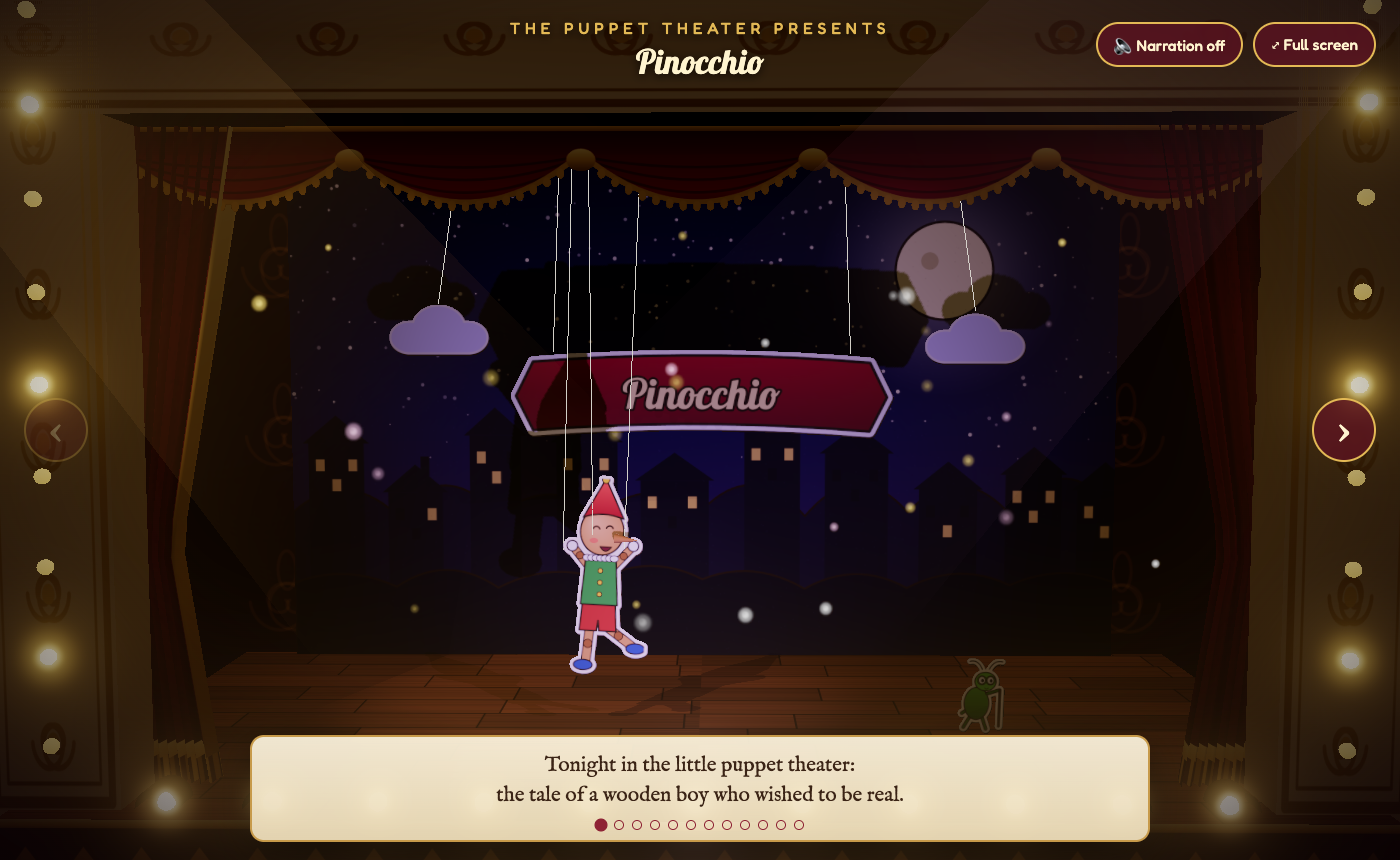 THE PUPPET THEATER PRESENTS
Pinocchio
Narration off
Full screen
Pinocchio
Tonight in the little puppet theater:
the tale of a wooden boy who wished to be real.